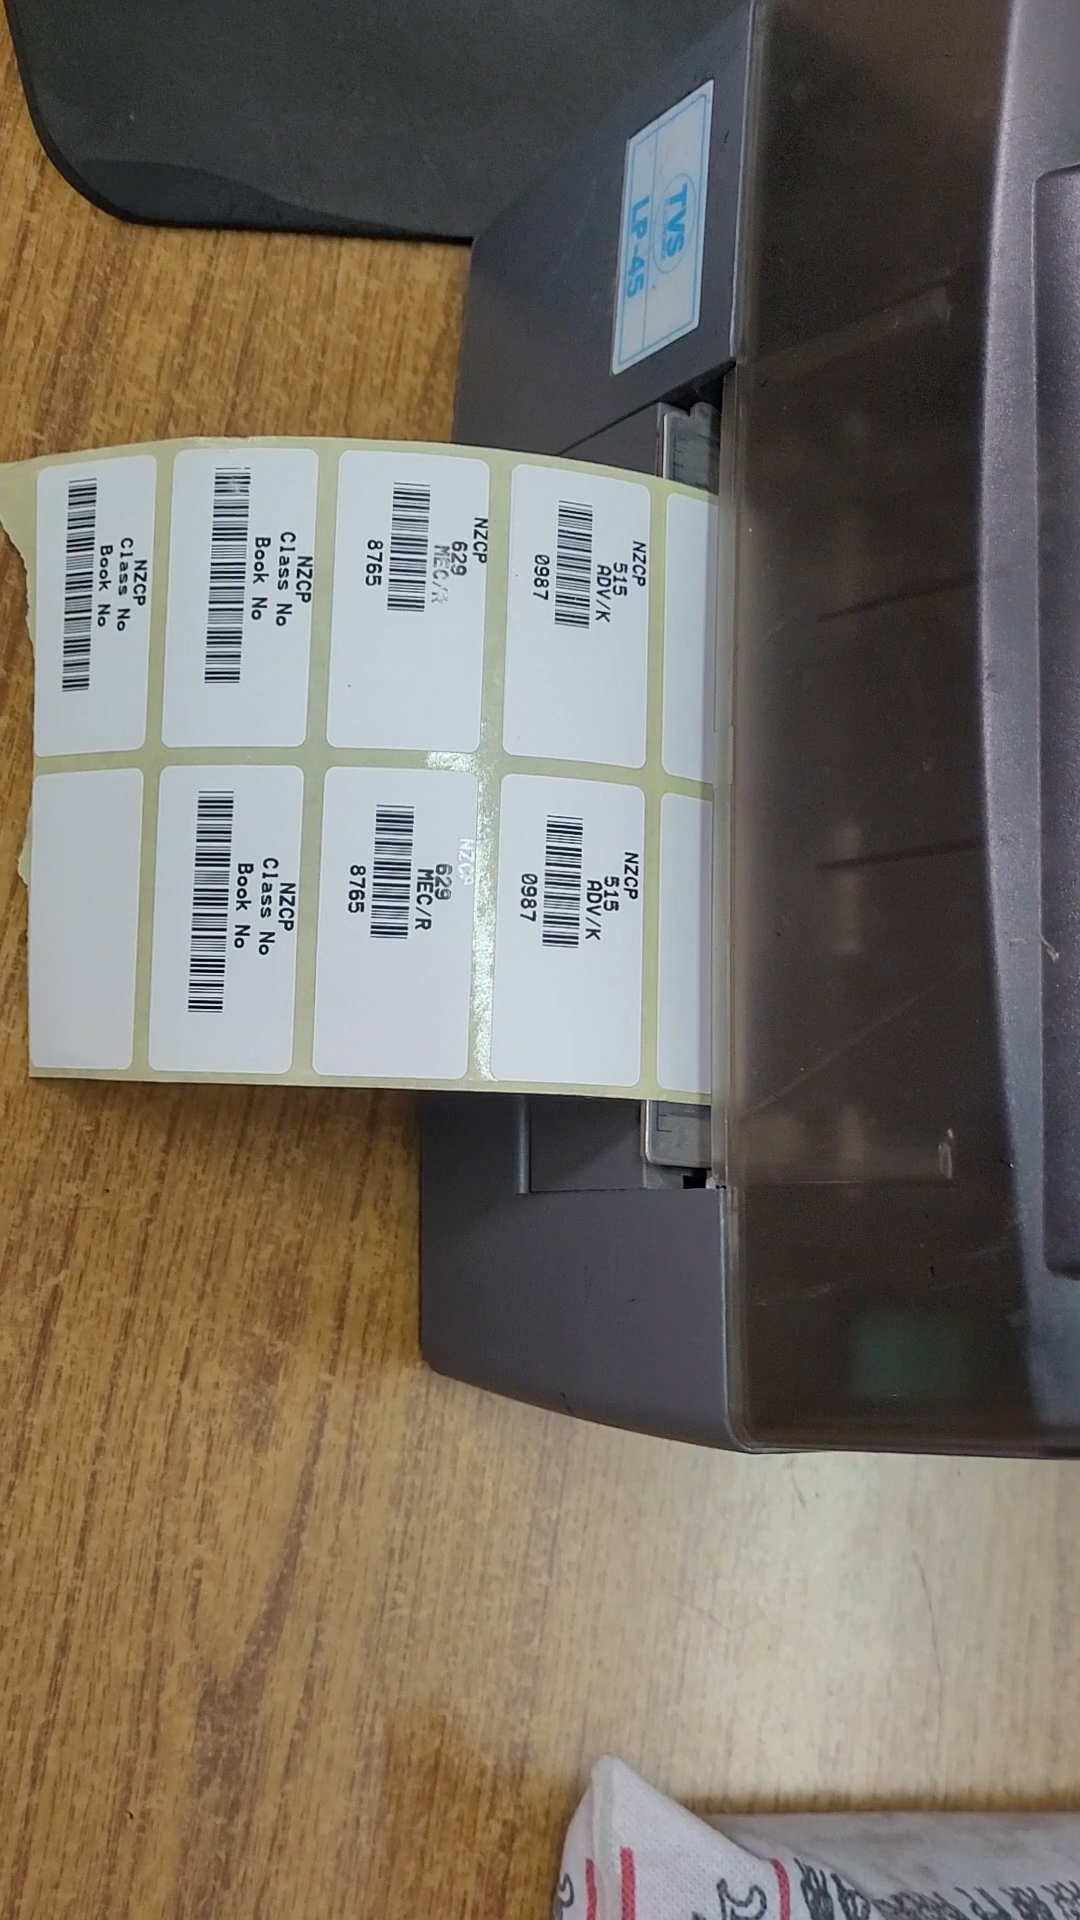 TVS
LP-45
NZCP
515
ADV/K
0987
NZCP
515
ADV/K
0987
NZCP
629
MEC/R
8765
NZCP
629
MEC/R
8765
NZCP
Class No
Book No
NZCP
Class No
Book No
NZCP
Class No
Book No